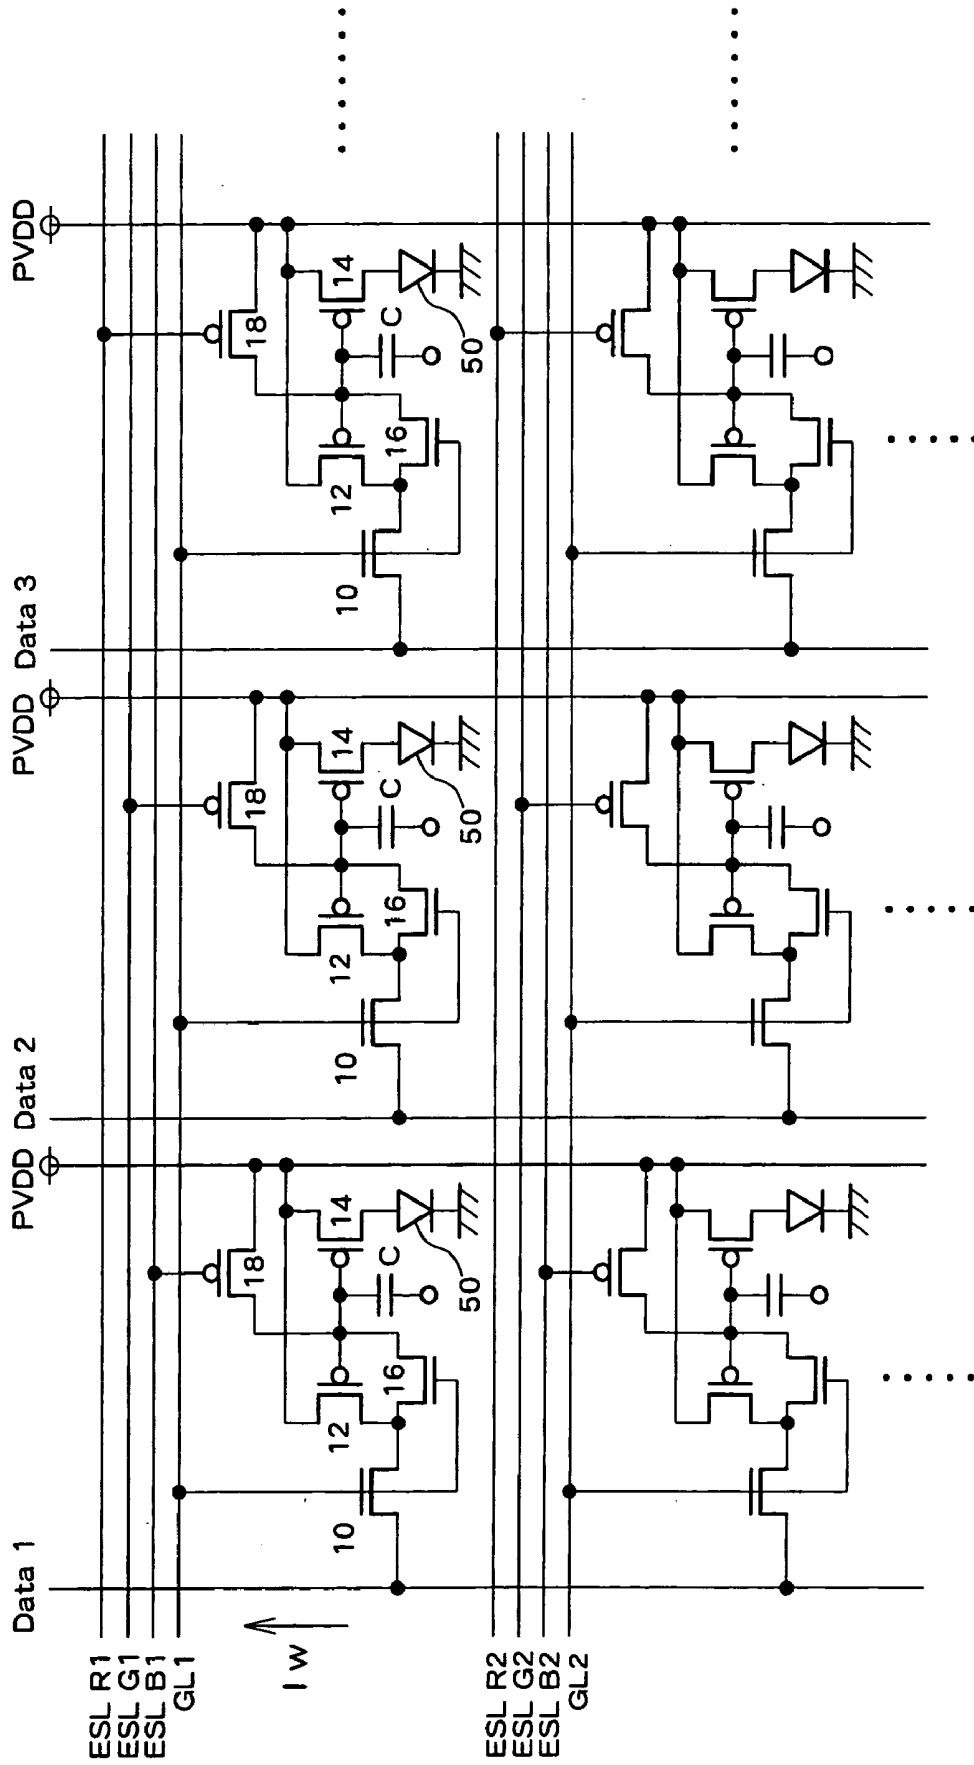 Data 1
PVDD
Data 2
PVDD
Data 3
PVDD
ESL R1
ESL G1
ESL B1
GL1
I W
10
12
14
16
18
C
50
10
12
14
16
18
C
50
10
12
14
16
18
C
50
ESL R2
ESL G2
ESL B2
GL2